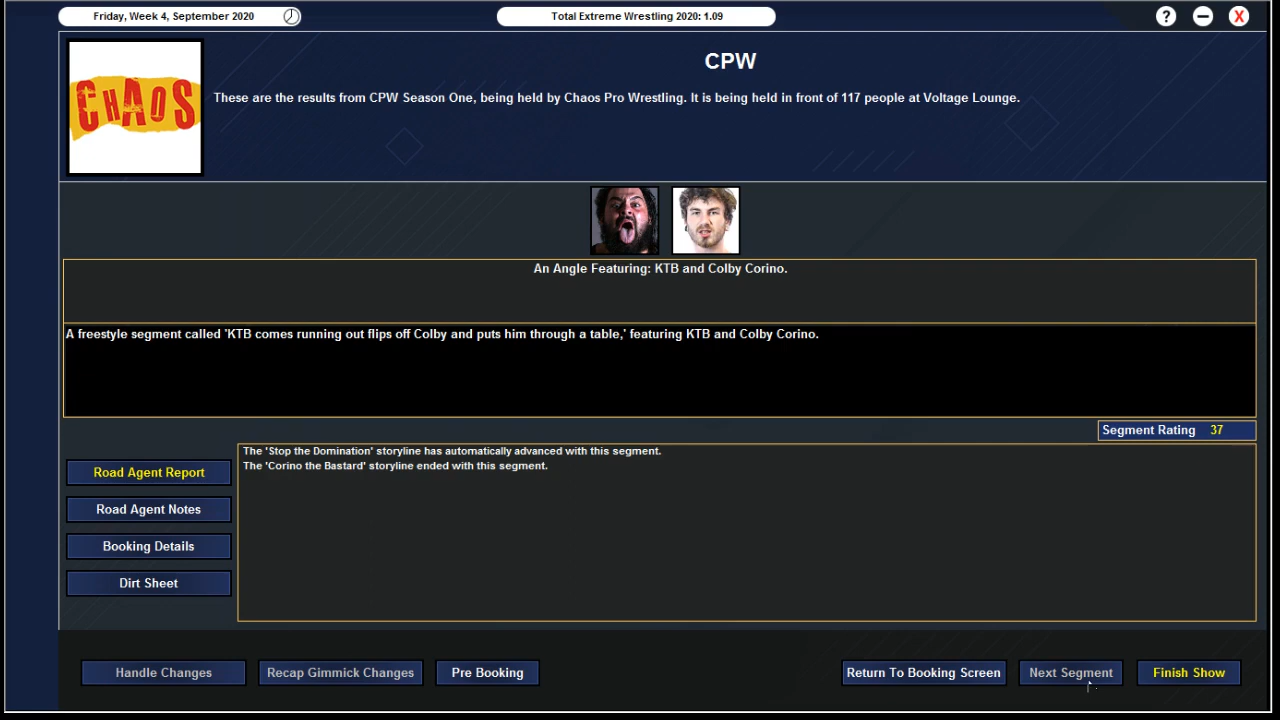 Friday, Week 4, September 2020
Total Extreme Wrestling 2020: 1.09
?
X
CHAOS
CPW
These are the results from CPW Season One, being held by Chaos Pro Wrestling. It is being held in front of 117 people at Voltage Lounge.
An Angle Featuring: KTB and Colby Corino.
A freestyle segment called 'KTB comes running out flips off Colby and puts him through a table,' featuring KTB and Colby Corino.
Segment Rating 37
The 'Stop the Domination' storyline has automatically advanced with this segment.
The 'Corino the Bastard' storyline ended with this segment.
Road Agent Report
Road Agent Notes
Booking Details
Dirt Sheet
Handle Changes
Recap Gimmick Changes
Pre Booking
Return To Booking Screen
Next Segment
Finish Show